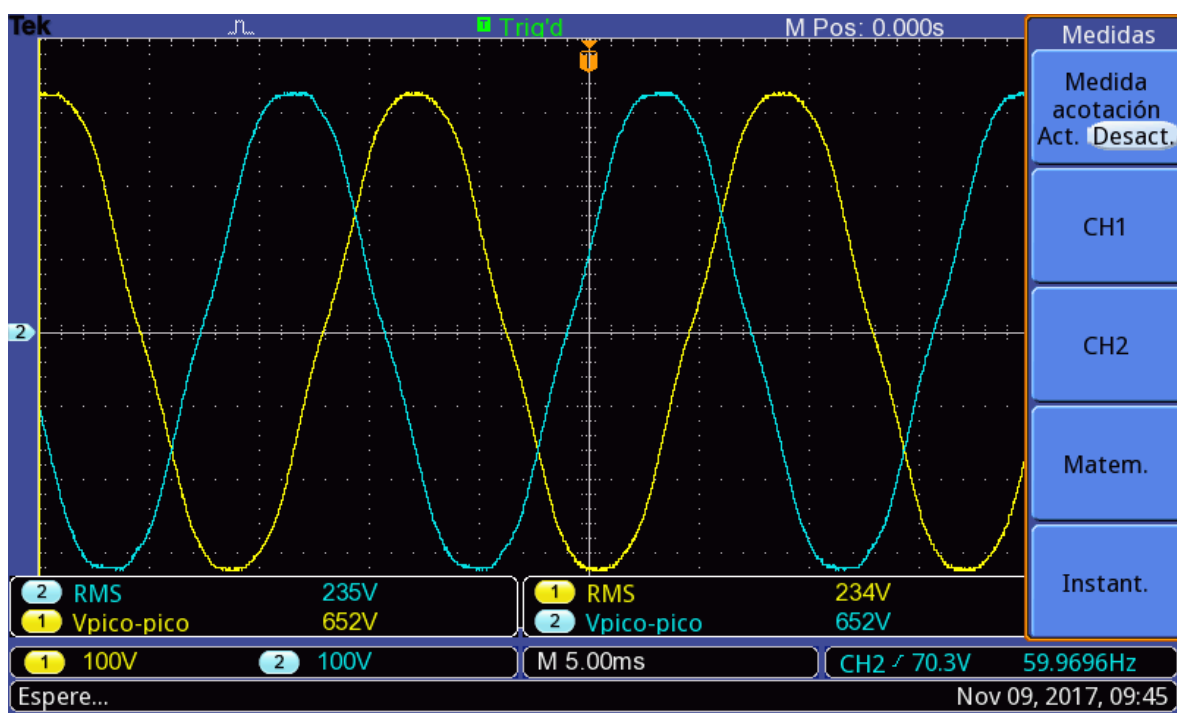 Tek T Trig'd M Pos: 0.000s Medidas
T
Medida
acotación
Act. Desact.
CH1
2
CH2
Matem.
Instant.
2 RMS 235V 1 RMS 234V
1 Vpico-pico 652V 2 Vpico-pico 652V
1 100V 2 100V M 5.00ms CH2 70.3V 59.9696Hz
Espere... Nov 09, 2017, 09:45